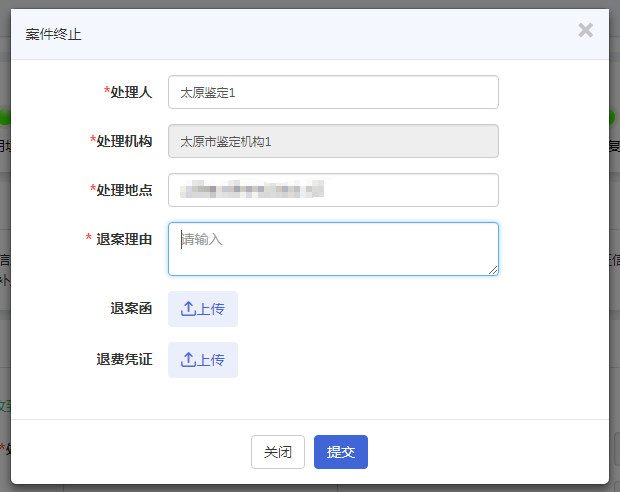 案件终止
*处理人
太原鉴定1
*处理机构
太原市鉴定机构1
*处理地点
* 退案理由
请输入
退案函
上传
退费凭证
上传
关闭
提交